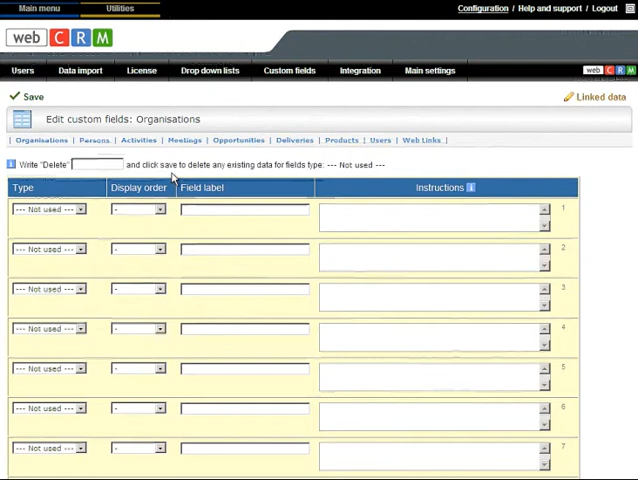 Main menu Utilities Configuration / Help and support / Logout
web C R M
Users Data import License Drop down lists Custom fields Integration Main settings web C R M
Save Linked data
Edit custom fields: Organisations
| Organisations | Persons | Activities | Meetings | Opportunities | Deliveries | Products | Users | Web Links |
i Write "Delete" and click save to delete any existing data for fields type: --- Not used ---
Type Display order Field label Instructions i
--- Not used --- - 1
--- Not used --- - 2
--- Not used --- - 3
--- Not used --- - 4
--- Not used --- - 5
--- Not used --- - 6
--- Not used --- - 7